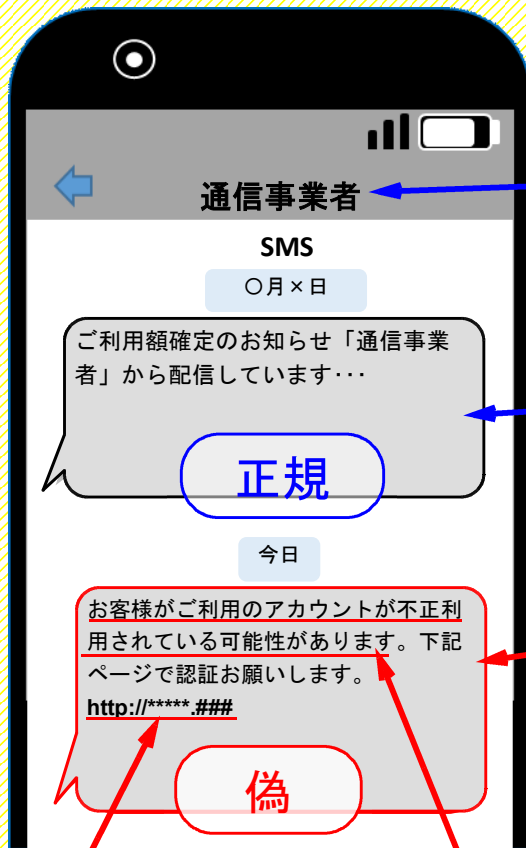 通信事業者
SMS
〇月×日
ご利用額確定のお知らせ「通信事業
者」から配信しています･･･
正規
今日
お客様がご利用のアカウントが不正利
用されている可能性があります。下記
ページで認証お願いします。
http://*****.###
偽